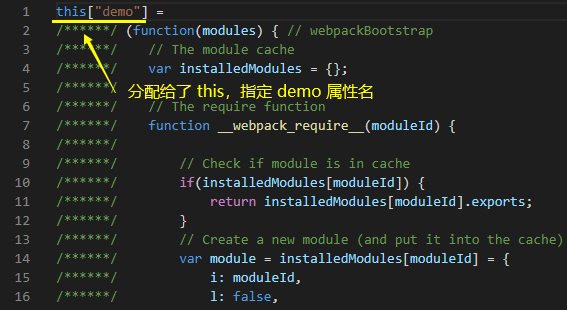 1 this["demo"] =
2 /******/ (function(modules) { // webpackBootstrap
3 /******/ // The module cache
4 /******/ var installedModules = {};
5 /******/
分配给了 this，指定 demo 属性名
6 /******/ // The require function
7 /******/ function __webpack_require__(moduleId) {
8 /******/
9 /******/ // Check if module is in cache
10 /******/ if(installedModules[moduleId]) {
11 /******/ return installedModules[moduleId].exports;
12 /******/ }
13 /******/ // Create a new module (and put it into the cache)
14 /******/ var module = installedModules[moduleId] = {
15 /******/ i: moduleId,
16 /******/ l: false,